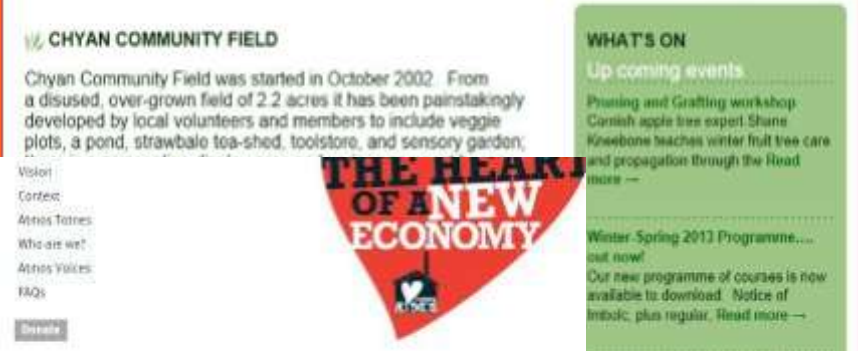 CHYAN COMMUNITY FIELD
Chyan Community Field was started in October 2002. From
a disused, over-grown field of 2.2 acres it has been painstakingly
developed by local volunteers and members to include veggie
plots, a pond, strawbale tea-shed, toolstore, and sensory garden;
Vision
Context
Atmos Totnes
Who are we?
Atmos Voices
FAQs
Donate
THE HEART
OF A NEW
ECONOMY
WHAT'S ON
Up coming events
Pruning and Grafting workshop
Cornish apple tree expert Shane
Kneebone teaches winter fruit tree care
and propagation through the Read
more →
Winter-Spring 2013 Programme....
out now!
Our new programme of courses is now
available to download. Notice of
Imbolc, plus regular, Read more →